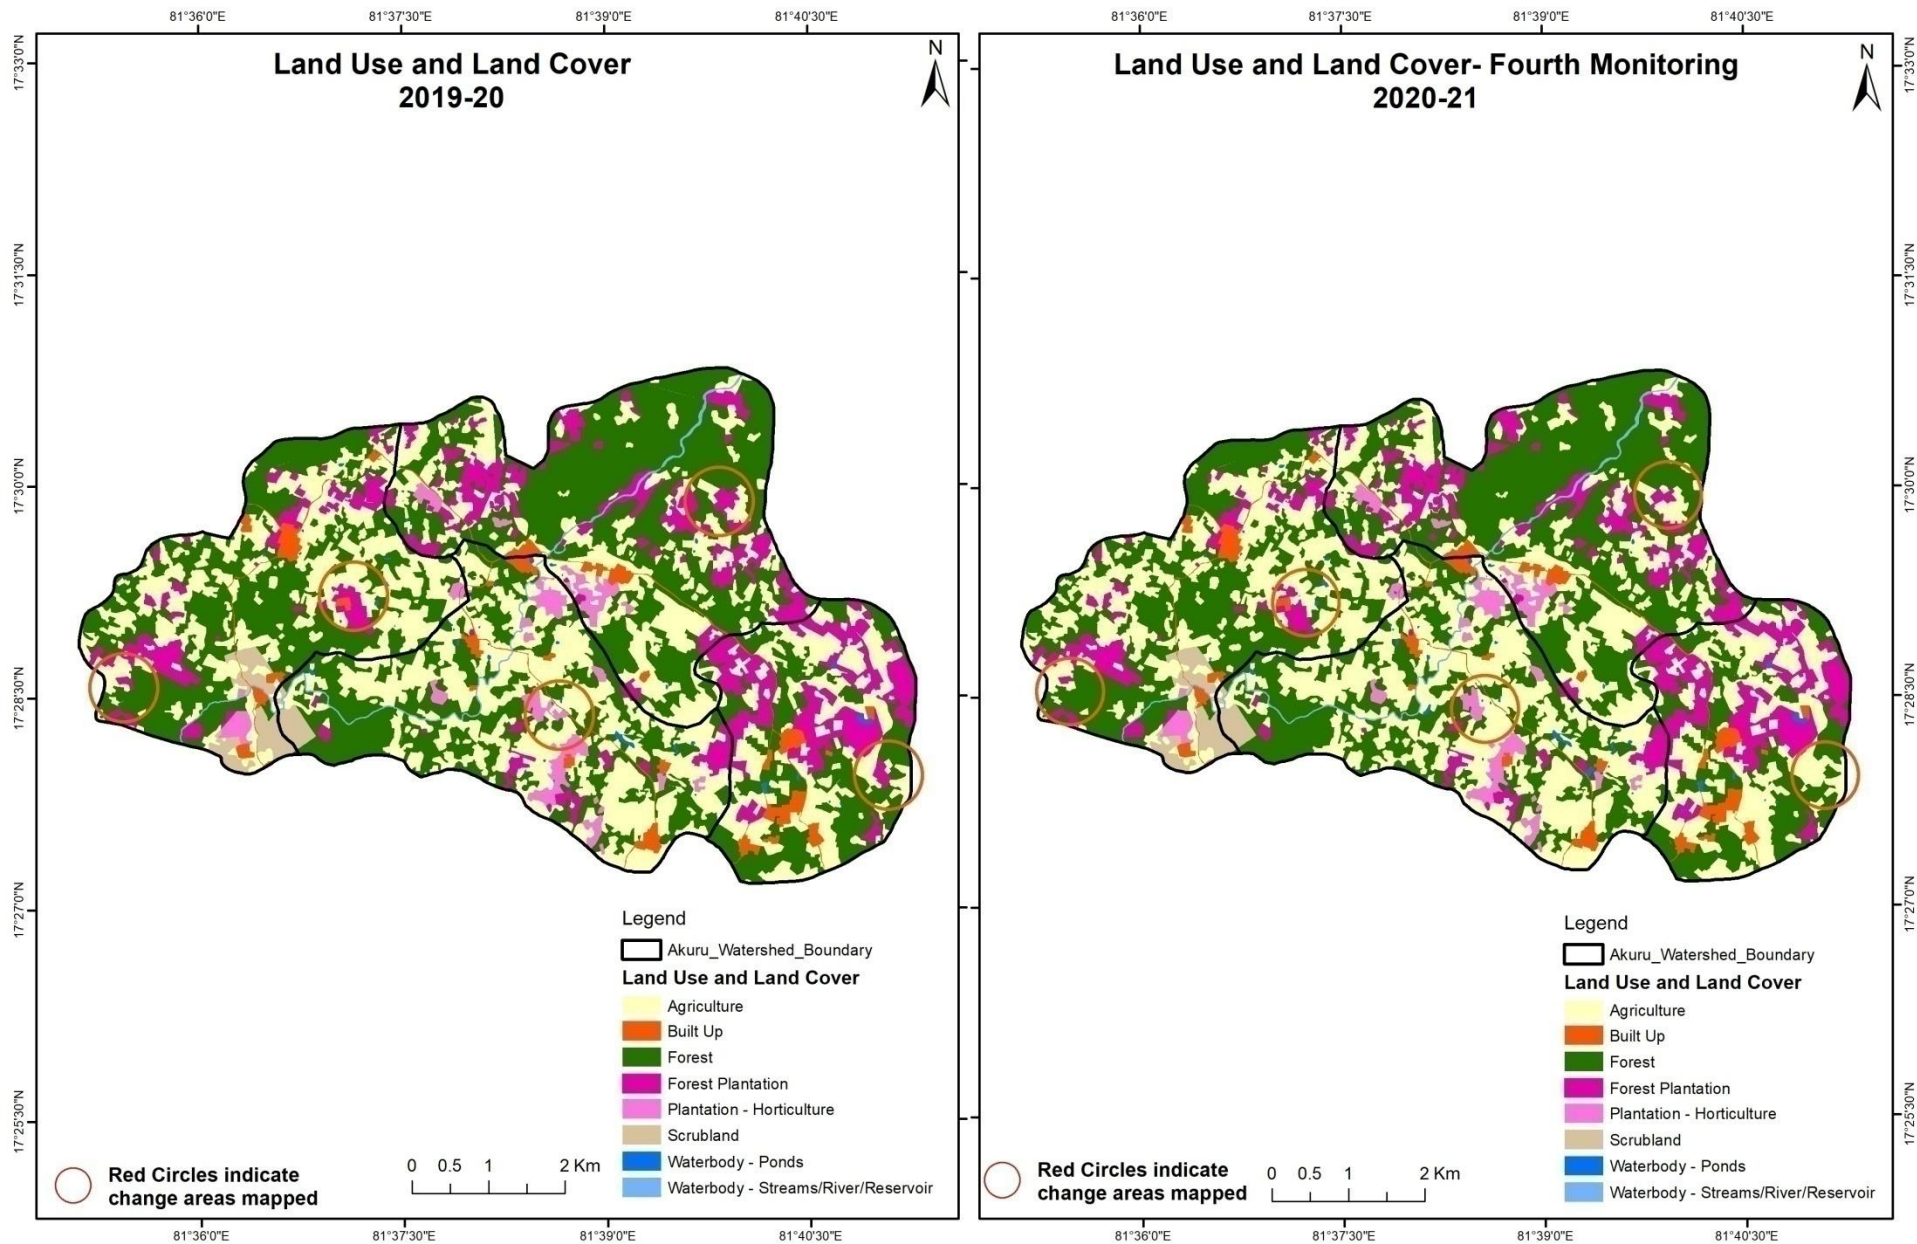 81°36'0"E 81°37'30"E 81°39'0"E 81°40'30"E
81°36'0"E 81°37'30"E 81°39'0"E 81°40'30"E
Land Use and Land Cover
2019-20
N
17°33'0"N
17°31'30"N
17°30'0"N
17°28'30"N
17°27'0"N
17°25'30"N
Legend
Akuru_Watershed_Boundary
Land Use and Land Cover
Agriculture
Built Up
Forest
Forest Plantation
Plantation - Horticulture
Scrubland
Waterbody - Ponds
Waterbody - Streams/River/Reservoir
Red Circles indicate
change areas mapped
0 0.5 1 2 Km
81°36'0"E 81°37'30"E 81°39'0"E 81°40'30"E
Land Use and Land Cover- Fourth Monitoring
2020-21
N
17°33'0"N
17°31'30"N
17°30'0"N
17°28'30"N
17°27'0"N
17°25'30"N
Legend
Akuru_Watershed_Boundary
Land Use and Land Cover
Agriculture
Built Up
Forest
Forest Plantation
Plantation - Horticulture
Scrubland
Waterbody - Ponds
Waterbody - Streams/River/Reservoir
Red Circles indicate
change areas mapped
0 0.5 1 2 Km
81°36'0"E 81°37'30"E 81°39'0"E 81°40'30"E